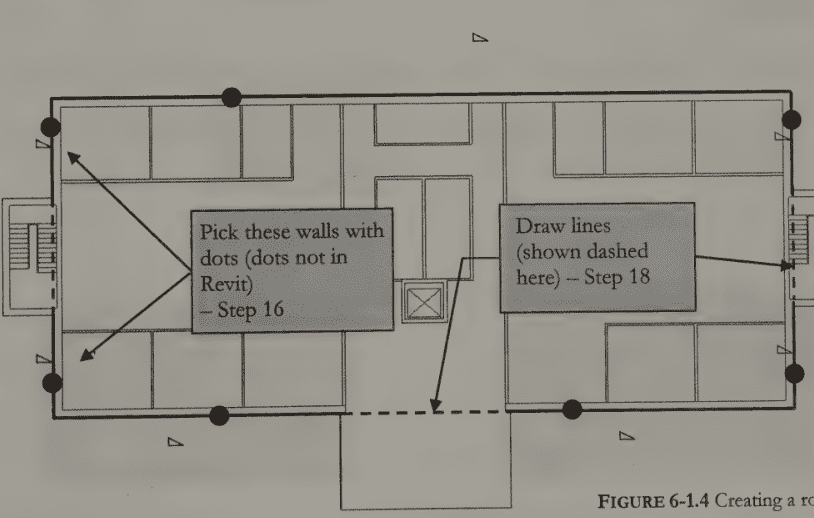 Pick these walls with
dots (dots not in
Revit)
– Step 16
Draw lines
(shown dashed
here) – Step 18
FIGURE 6-1.4 Creating a